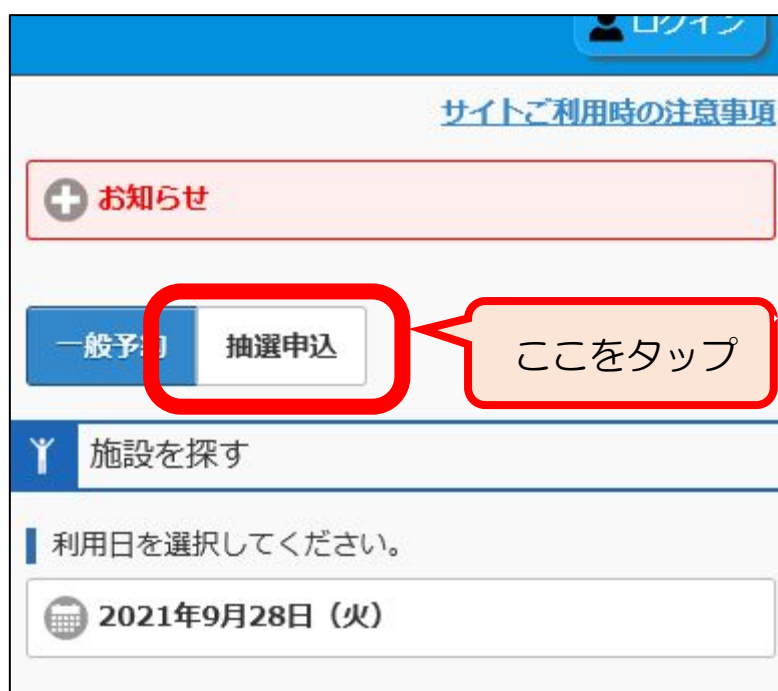 ログイン
サイトご利用時の注意事項
お知らせ
一般予約 抽選申込
ここをタップ
施設を探す
利用日を選択してください。
2021年9月28日（火）